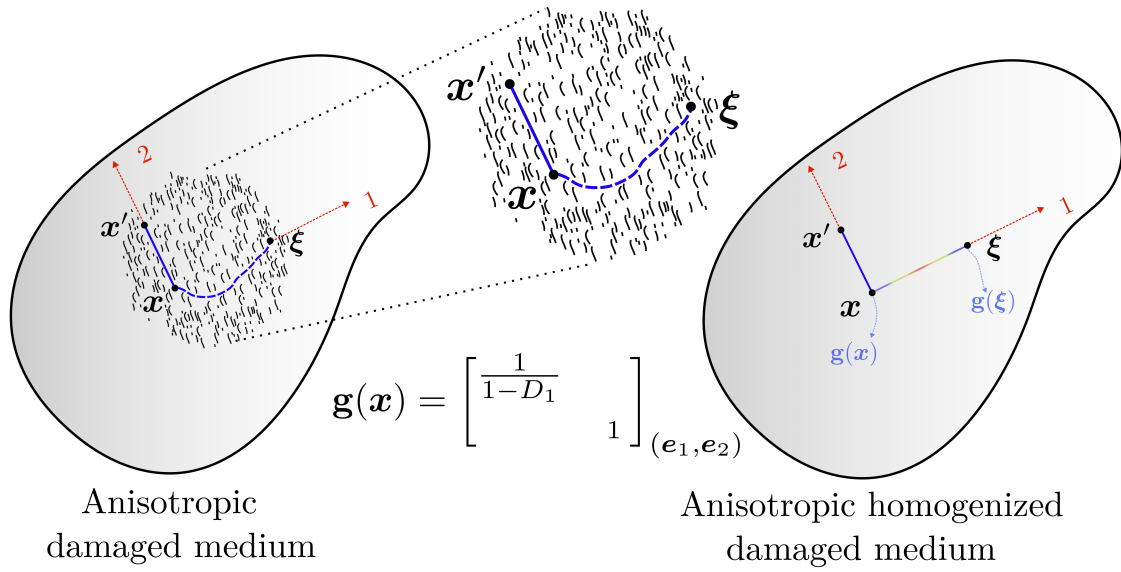 x′
ξ
x
2
1
x′
ξ
x
2
1
x′
ξ
x
g(ξ)
g(x)
g(x) = [ 1/(1−D₁) 1 ](e₁,e₂)
Anisotropic
damaged medium
Anisotropic homogenized
damaged medium